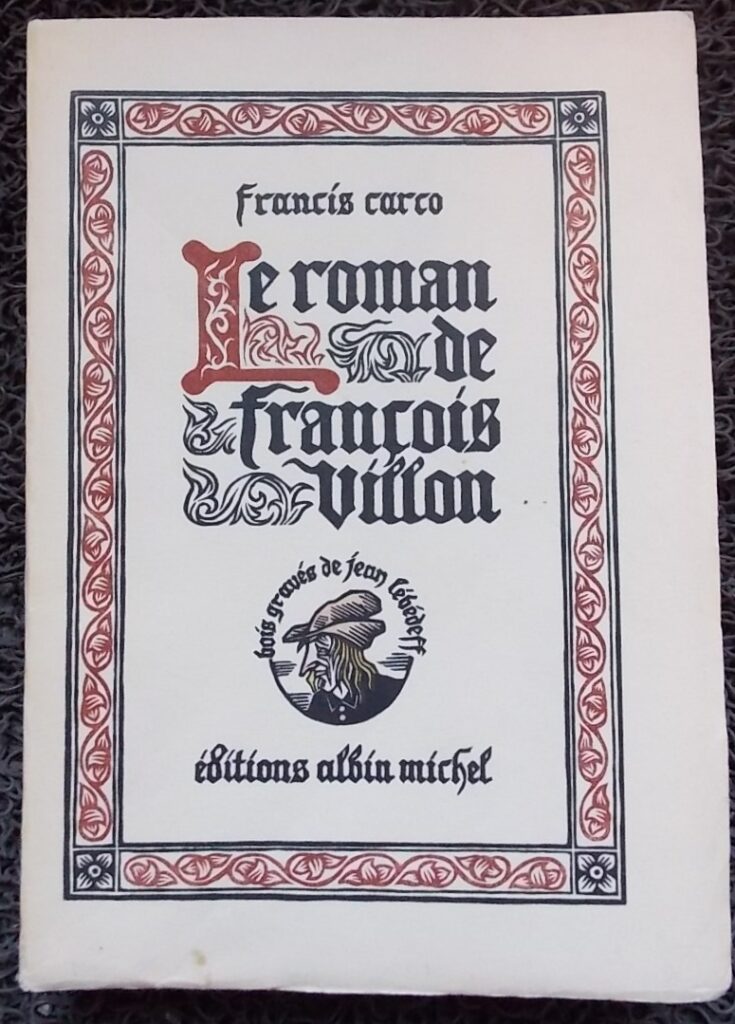 francis carco
Le roman
de
françois
villon
bois gravés de jean lébédeff
éditions albin michel